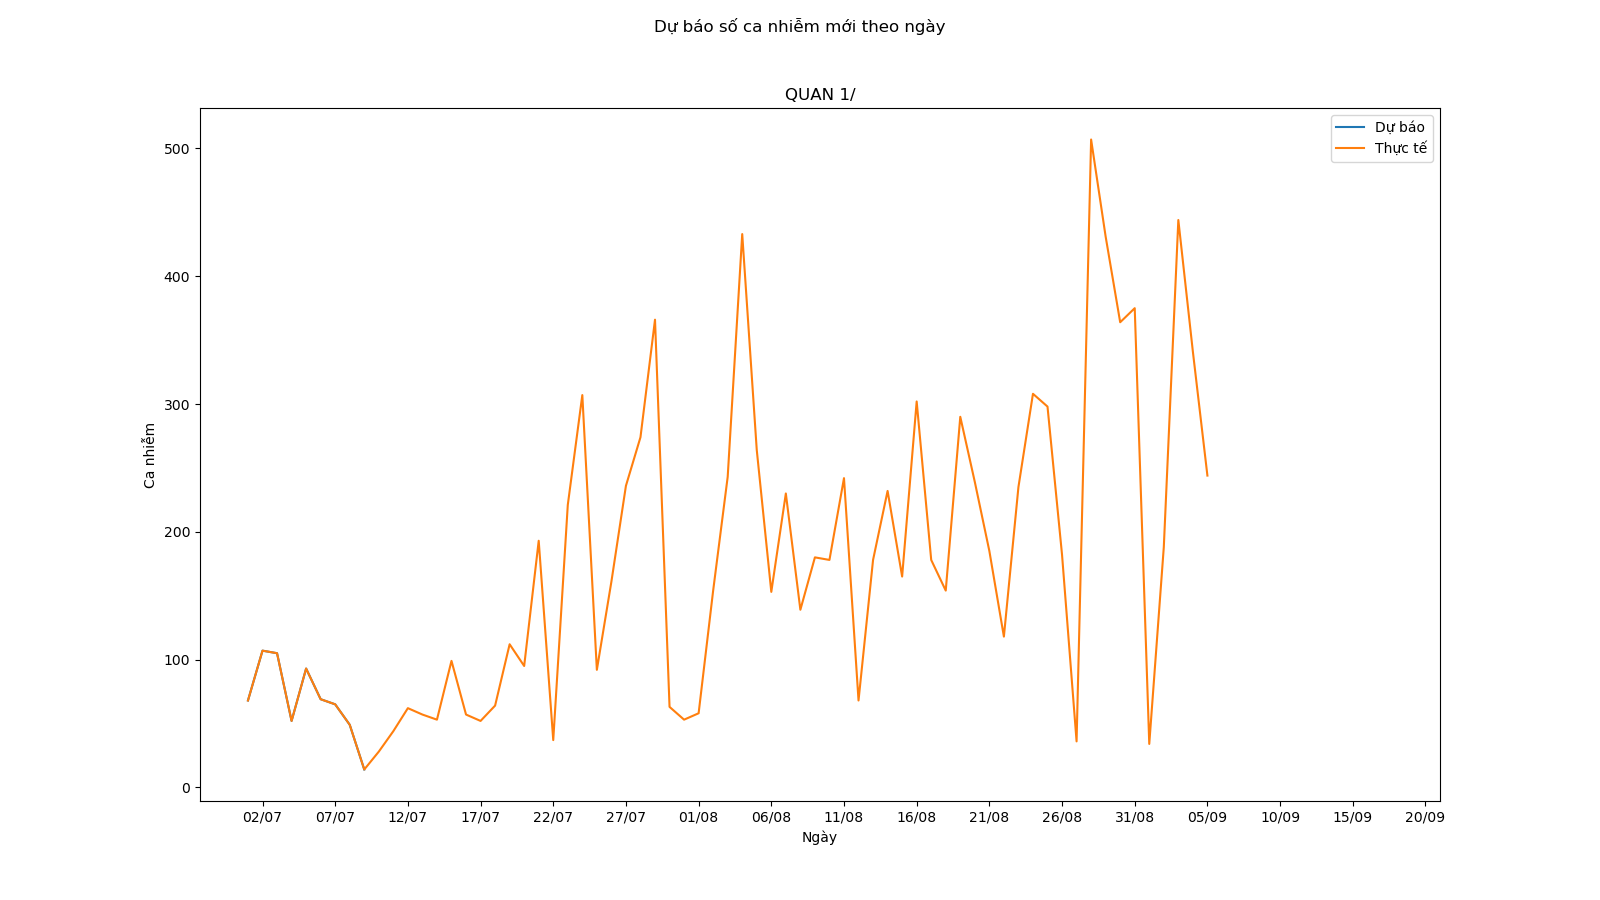 Dự báo số ca nhiễm mới theo ngày
QUAN 1/
Dự báo
Thực tế
500
400
300
200
100
0
Ca nhiễm
02/07 07/07 12/07 17/07 22/07 27/07 01/08 06/08 11/08 16/08 21/08 26/08 31/08 05/09 10/09 15/09 20/09
Ngày